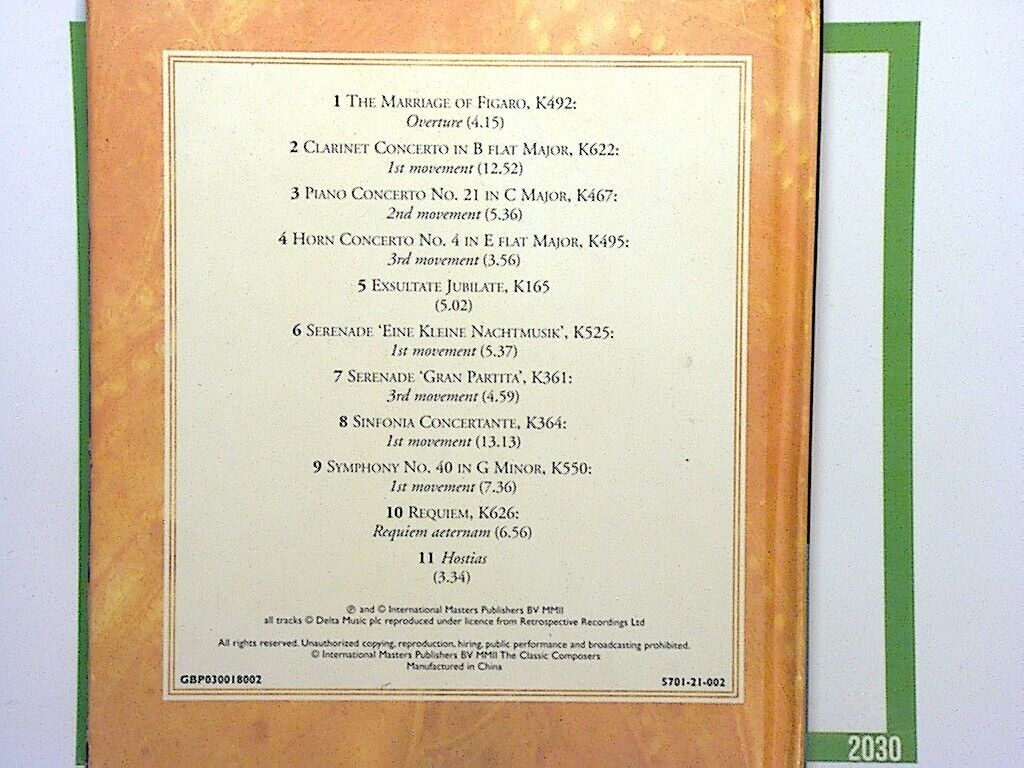 1 The Marriage of Figaro, K492:
Overture (4.15)
2 Clarinet Concerto in B flat Major, K622:
1st movement (12.52)
3 Piano Concerto No. 21 in C Major, K467:
2nd movement (5.36)
4 Horn Concerto No. 4 in E flat Major, K495:
3rd movement (3.56)
5 Exsultate Jubilate, K165
(5.02)
6 Serenade ‘Eine Kleine Nachtmusik’, K525:
1st movement (5.37)
7 Serenade ‘Gran Partita’, K361:
3rd movement (4.59)
8 Sinfonia Concertante, K364:
1st movement (13.13)
9 Symphony No. 40 in G Minor, K550:
1st movement (7.36)
10 Requiem, K626:
Requiem aeternam (6.56)
11 Hostias
(3.34)
℗ and © International Masters Publishers BV MMII
all tracks © Delta Music plc reproduced under licence from Retrospective Recordings Ltd
All rights reserved. Unauthorized copying, reproduction, hiring, public performance and broadcasting prohibited.
© International Masters Publishers BV MMII The Classic Composers
Manufactured in China
GBP030018002
5701-21-002
2030